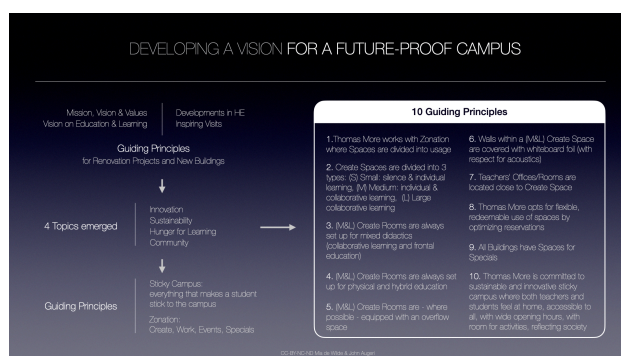 DEVELOPING A VISION FOR A FUTURE-PROOF CAMPUS
Mission, Vision & Values
Vision on Education & Learning
Developments in HE
Inspiring Visits
Guiding Principles
for Renovation Projects and New Buildings
4 Topics emerged
Innovation
Sustainability
Hunger for Learning
Community
Guiding Principles
Sticky Campus:
everything that makes a student
stick to the campus
Zonation:
Create, Work, Events, Specials
10 Guiding Principles
1.Thomas More works with Zonation
where Spaces are divided into usage
2. Create Spaces are divided into 3
types: (S) Small: silence & individual
learning, (M) Medium: individual &
collaborative learning, (L) Large
collaborative learning
3. (M&L) Create Rooms are always
set up for mixed didactics
(collaborative learning and frontal
education)
4. (M&L) Create Rooms are always set
up for physical and hybrid education
5. (M&L) Create Rooms are - where
possible - equipped with an overflow
space
6. Walls within a (M&L) Create Space
are covered with whiteboard foil (with
respect for acoustics)
7. Teachers' Offices/Rooms are
located close to Create Space
8. Thomas More opts for flexible,
redeemable use of spaces by
optimizing reservations
9. All Buildings have Spaces for
Specials
10. Thomas More is committed to
sustainable and innovative sticky
campus where both teachers and
students feel at home, accessible to
all, with wide opening hours, with
room for activities, reflecting society
CC-BY-NC-ND Mia de Wilde & John Augeri